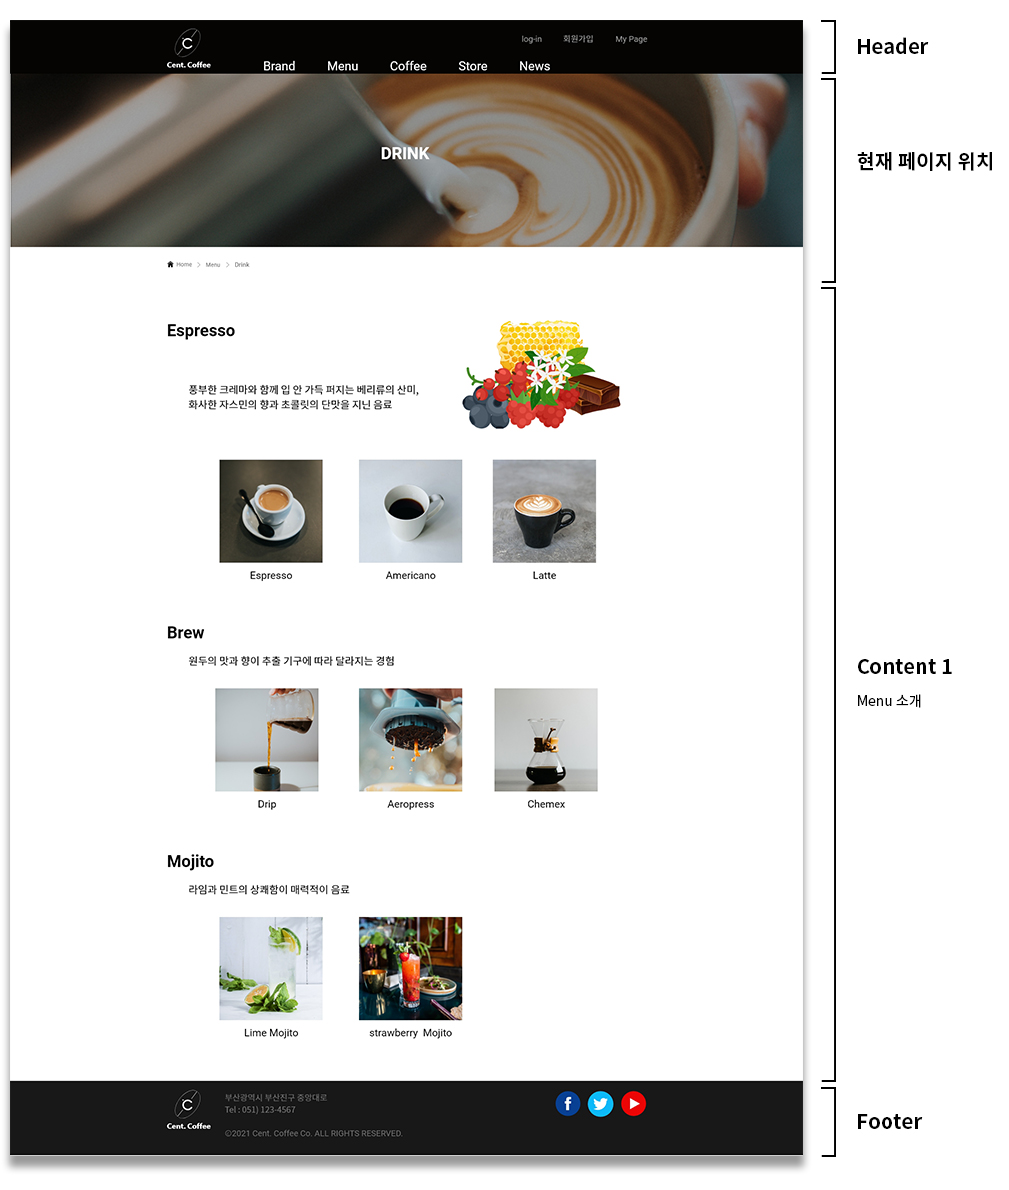 log-in 회원가입 My Page
C
Cent. Coffee
Brand Menu Coffee Store News
Header
DRINK
현재 페이지 위치
Home > Menu > Drink
Espresso
풍부한 크레마와 함께 입 안 가득 퍼지는 베리류의 산미,
화사한 자스민의 향과 초콜릿의 단맛을 지닌 음료
Espresso Americano Latte
Brew
원두의 맛과 향이 추출 기구에 따라 달라지는 경험
Content 1
Menu 소개
Drip Aeropress Chemex
Mojito
라임과 민트의 상쾌함이 매력적이 음료
Lime Mojito strawberry Mojito
C
Cent. Coffee
부산광역시 부산진구 중앙대로
Tel : 051) 123-4567
©2021 Cent. Coffee Co. ALL RIGHTS RESERVED.
Footer